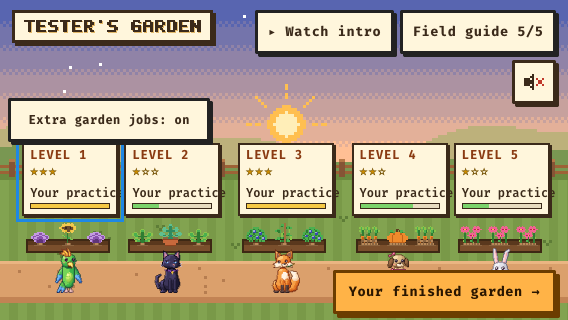 TESTER'S GARDEN
▸ Watch intro
Field guide 5/5
Extra garden jobs: on
LEVEL 1
Your practice
LEVEL 2
Your practice
LEVEL 3
Your practice
LEVEL 4
Your practice
LEVEL 5
Your practice
Your finished garden →